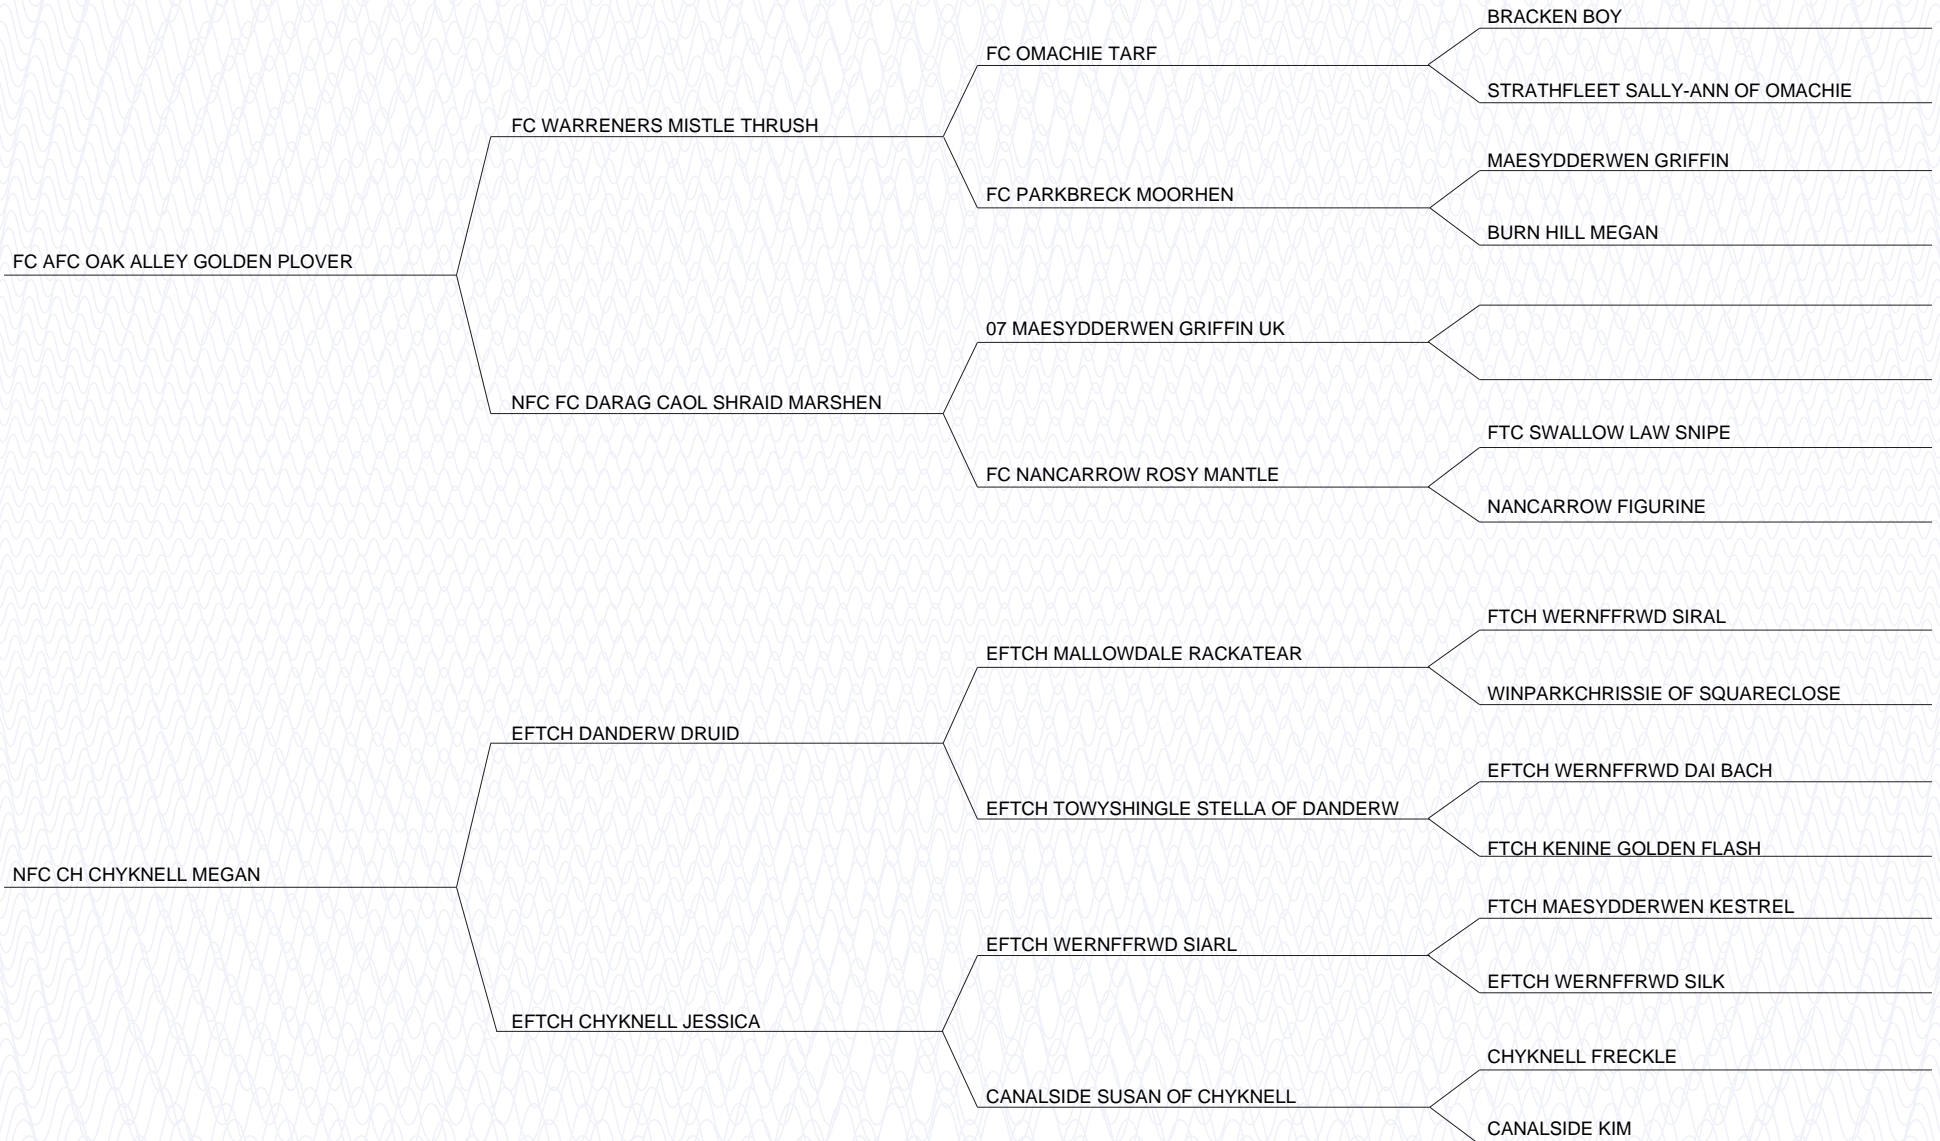 BRACKEN BOY
FC OMACHIE TARF
STRATHFLEET SALLY-ANN OF OMACHIE
FC WARRENERS MISTLE THRUSH
MAESYDDERWEN GRIFFIN
FC PARKBRECK MOORHEN
BURN HILL MEGAN
FC AFC OAK ALLEY GOLDEN PLOVER
07 MAESYDDERWEN GRIFFIN UK
NFC FC DARAG CAOL SHRAID MARSHEN
FTC SWALLOW LAW SNIPE
FC NANCARROW ROSY MANTLE
NANCARROW FIGURINE
FTCH WERNFFRWD SIRAL
EFTCH MALLOWDALE RACKATEAR
WINPARKCHRISSIE OF SQUARECLOSE
EFTCH DANDERW DRUID
EFTCH WERNFFRWD DAI BACH
EFTCH TOWYSHINGLE STELLA OF DANDERW
FTCH KENINE GOLDEN FLASH
NFC CH CHYKNELL MEGAN
FTCH MAESYDDERWEN KESTREL
EFTCH WERNFFRWD SIARL
EFTCH WERNFFRWD SILK
EFTCH CHYKNELL JESSICA
CHYKNELL FRECKLE
CANALSIDE SUSAN OF CHYKNELL
CANALSIDE KIM